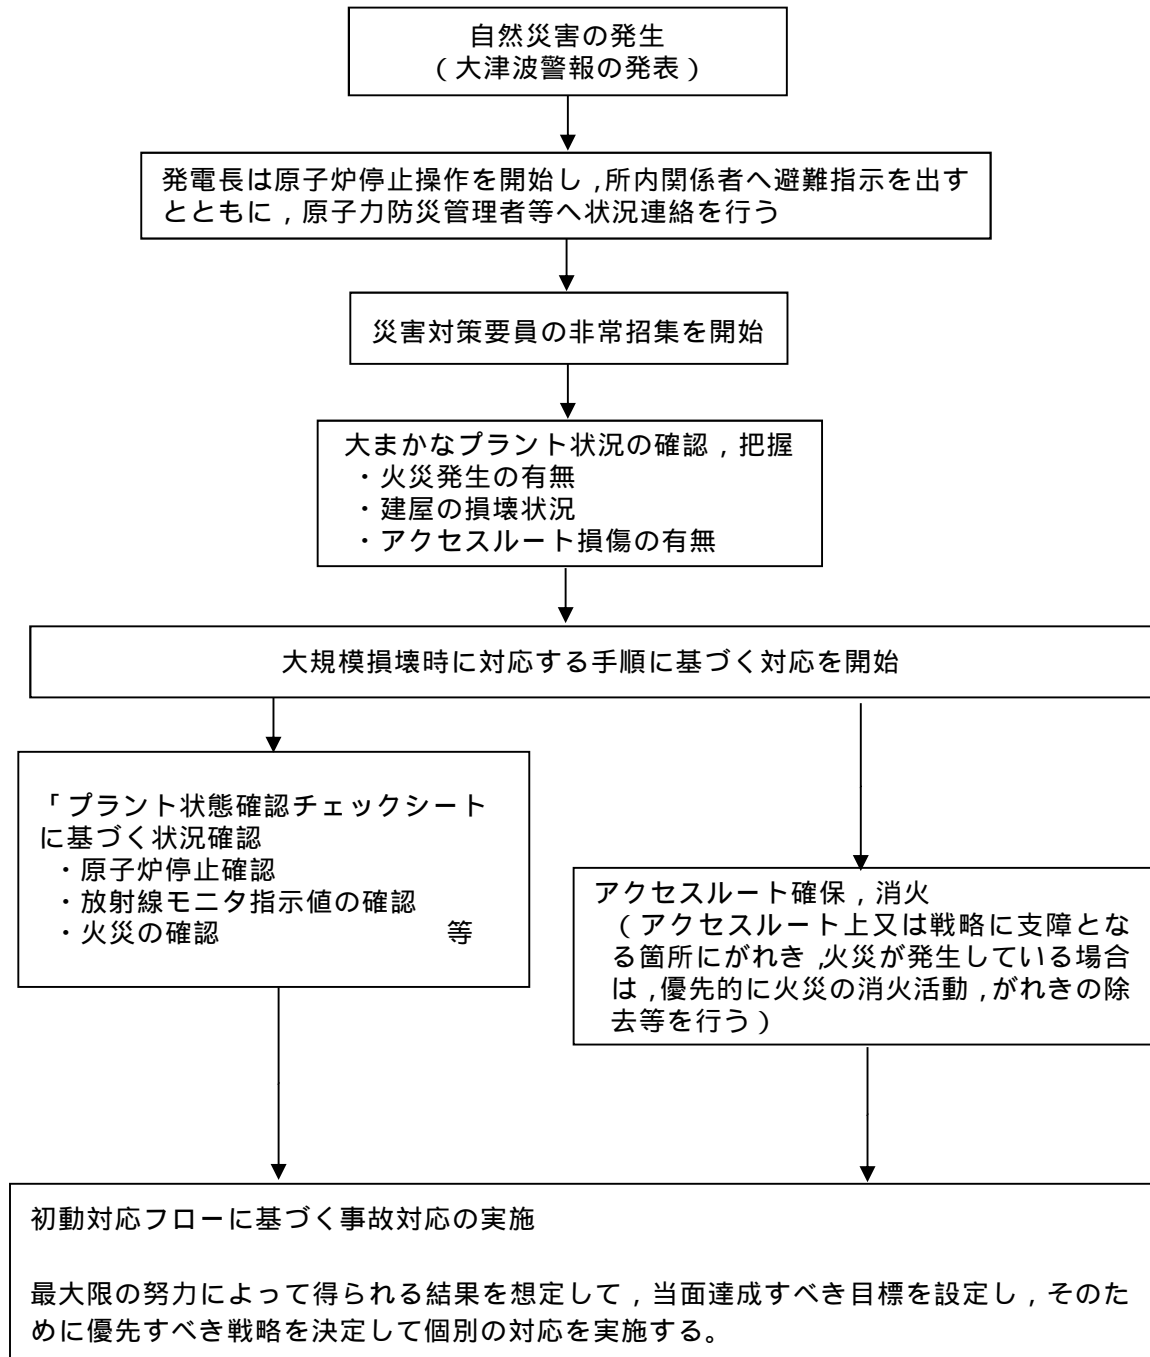 自然災害の発生
(大津波警報の発表)
発電長は原子炉停止操作を開始し,所内関係者へ避難指示を出す
とともに,原子力防災管理者等へ状況連絡を行う
災害対策要員の非常招集を開始
大まかなプラント状況の確認,把握
・火災発生の有無
・建屋の損壊状況
・アクセスルート損傷の有無
大規模損壊時に対応する手順に基づく対応を開始
「プラント状態確認チェックシート
に基づく状況確認
・原子炉停止確認
・放射線モニタ指示値の確認
・火災の確認 等
アクセスルート確保,消火
(アクセスルート上又は戦略に支障とな
る箇所にがれき,火災が発生している場合
は,優先的に火災の消火活動,がれきの除
去等を行う)
初動対応フローに基づく事故対応の実施
最大限の努力によって得られる結果を想定して,当面達成すべき目標を設定し,そのた
めに優先すべき戦略を決定して個別の対応を実施する。